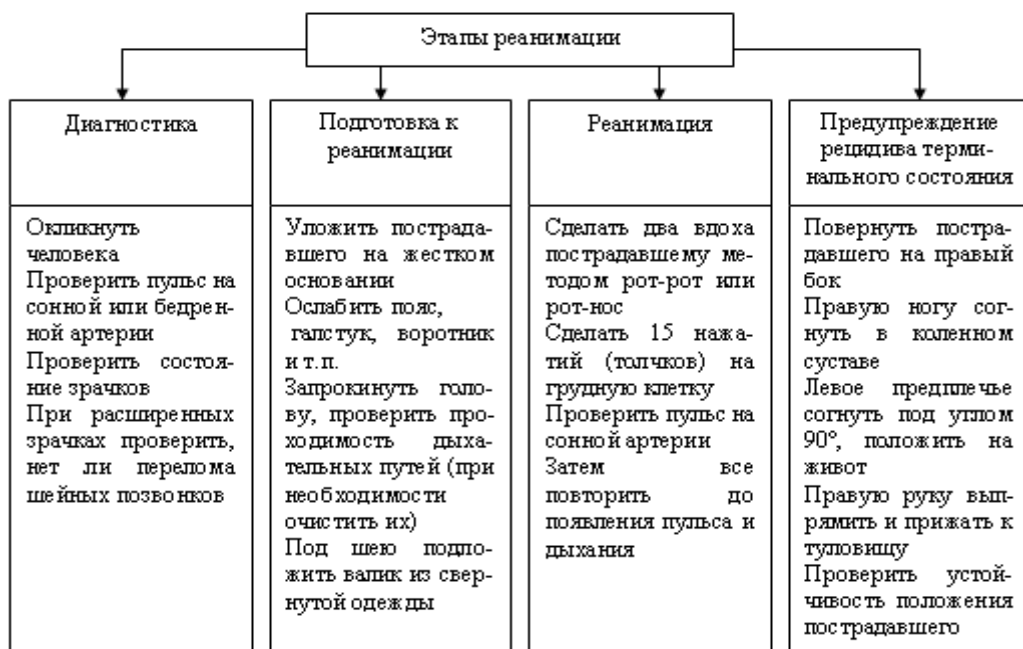 Этапы реанимации
Диагностика
Окликнуть
человека
Проверить пульс на
сонной или бедрен-
ной артерии
Проверить состоя-
ние зрачков
При расширенных
зрачках проверить,
нет ли перелома
шейных позвонков
Подготовка к
реанимации
Уложить пострада-
вшего на жестком
основании
Ослабить пояс,
галстук, воротник
и т.п.
Запрокинуть голо-
ву, проверить про-
ходимость дыха-
тельных путей (при
необходимости
очистить их)
Под шею подло-
жить валик из свер-
нутой одежды
Реанимация
Сделать два вдоха
пострадавшему ме-
тодом рот-рот или
рот-нос
Сделать 15 нажа-
тий (толчков) на
грудную клетку
Проверить пульс на
сонной артерии
Затем все
повторить до
появления пульса и
дыхания
Предупреждение
рецидива терми-
нального состояния
Повернуть постра-
давшего на правый
бок
Правую ногу сог-
нуть в коленном
суставе
Левое предплечье
согнуть под углом
90°, положить на
живот
Правую руку вып-
рямить и прижать к
туловищу
Проверить устой-
чивость положения
пострадавшего